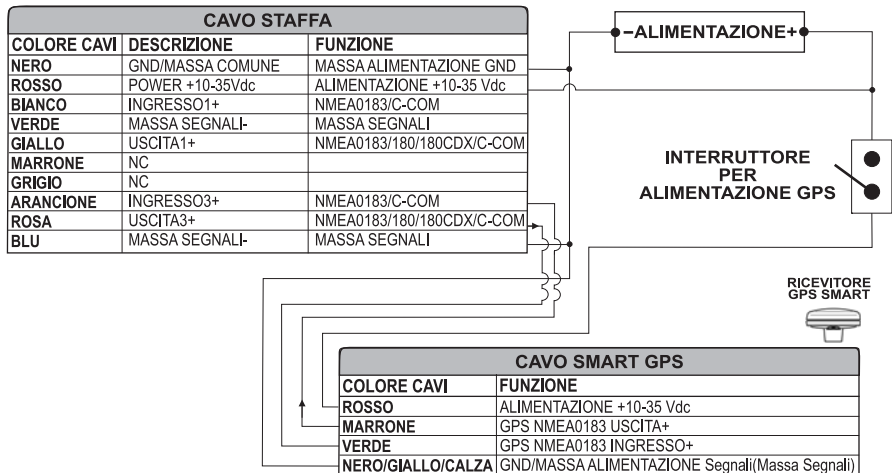 CAVO STAFFA
COLORE CAVI DESCRIZIONE FUNZIONE
NERO GND/MASSA COMUNE MASSA ALIMENTAZIONE GND
ROSSO POWER +10-35Vdc ALIMENTAZIONE +10-35 Vdc
BIANCO INGRESSO1+ NMEA0183/C-COM
VERDE MASSA SEGNALI- MASSA SEGNALI
GIALLO USCITA1+ NMEA0183/180/180CDX/C-COM
MARRONE NC
GRIGIO NC
ARANCIONE INGRESSO3+ NMEA0183/C-COM
ROSA USCITA3+ NMEA0183/180/180CDX/C-COM
BLU MASSA SEGNALI- MASSA SEGNALI
−ALIMENTAZIONE+
INTERRUTTORE
PER
ALIMENTAZIONE GPS
RICEVITORE
GPS SMART
CAVO SMART GPS
COLORE CAVI FUNZIONE
ROSSO ALIMENTAZIONE +10-35 Vdc
MARRONE GPS NMEA0183 USCITA+
VERDE GPS NMEA0183 INGRESSO+
NERO/GIALLO/CALZA GND/MASSA ALIMENTAZIONE Segnali(Massa Segnali)